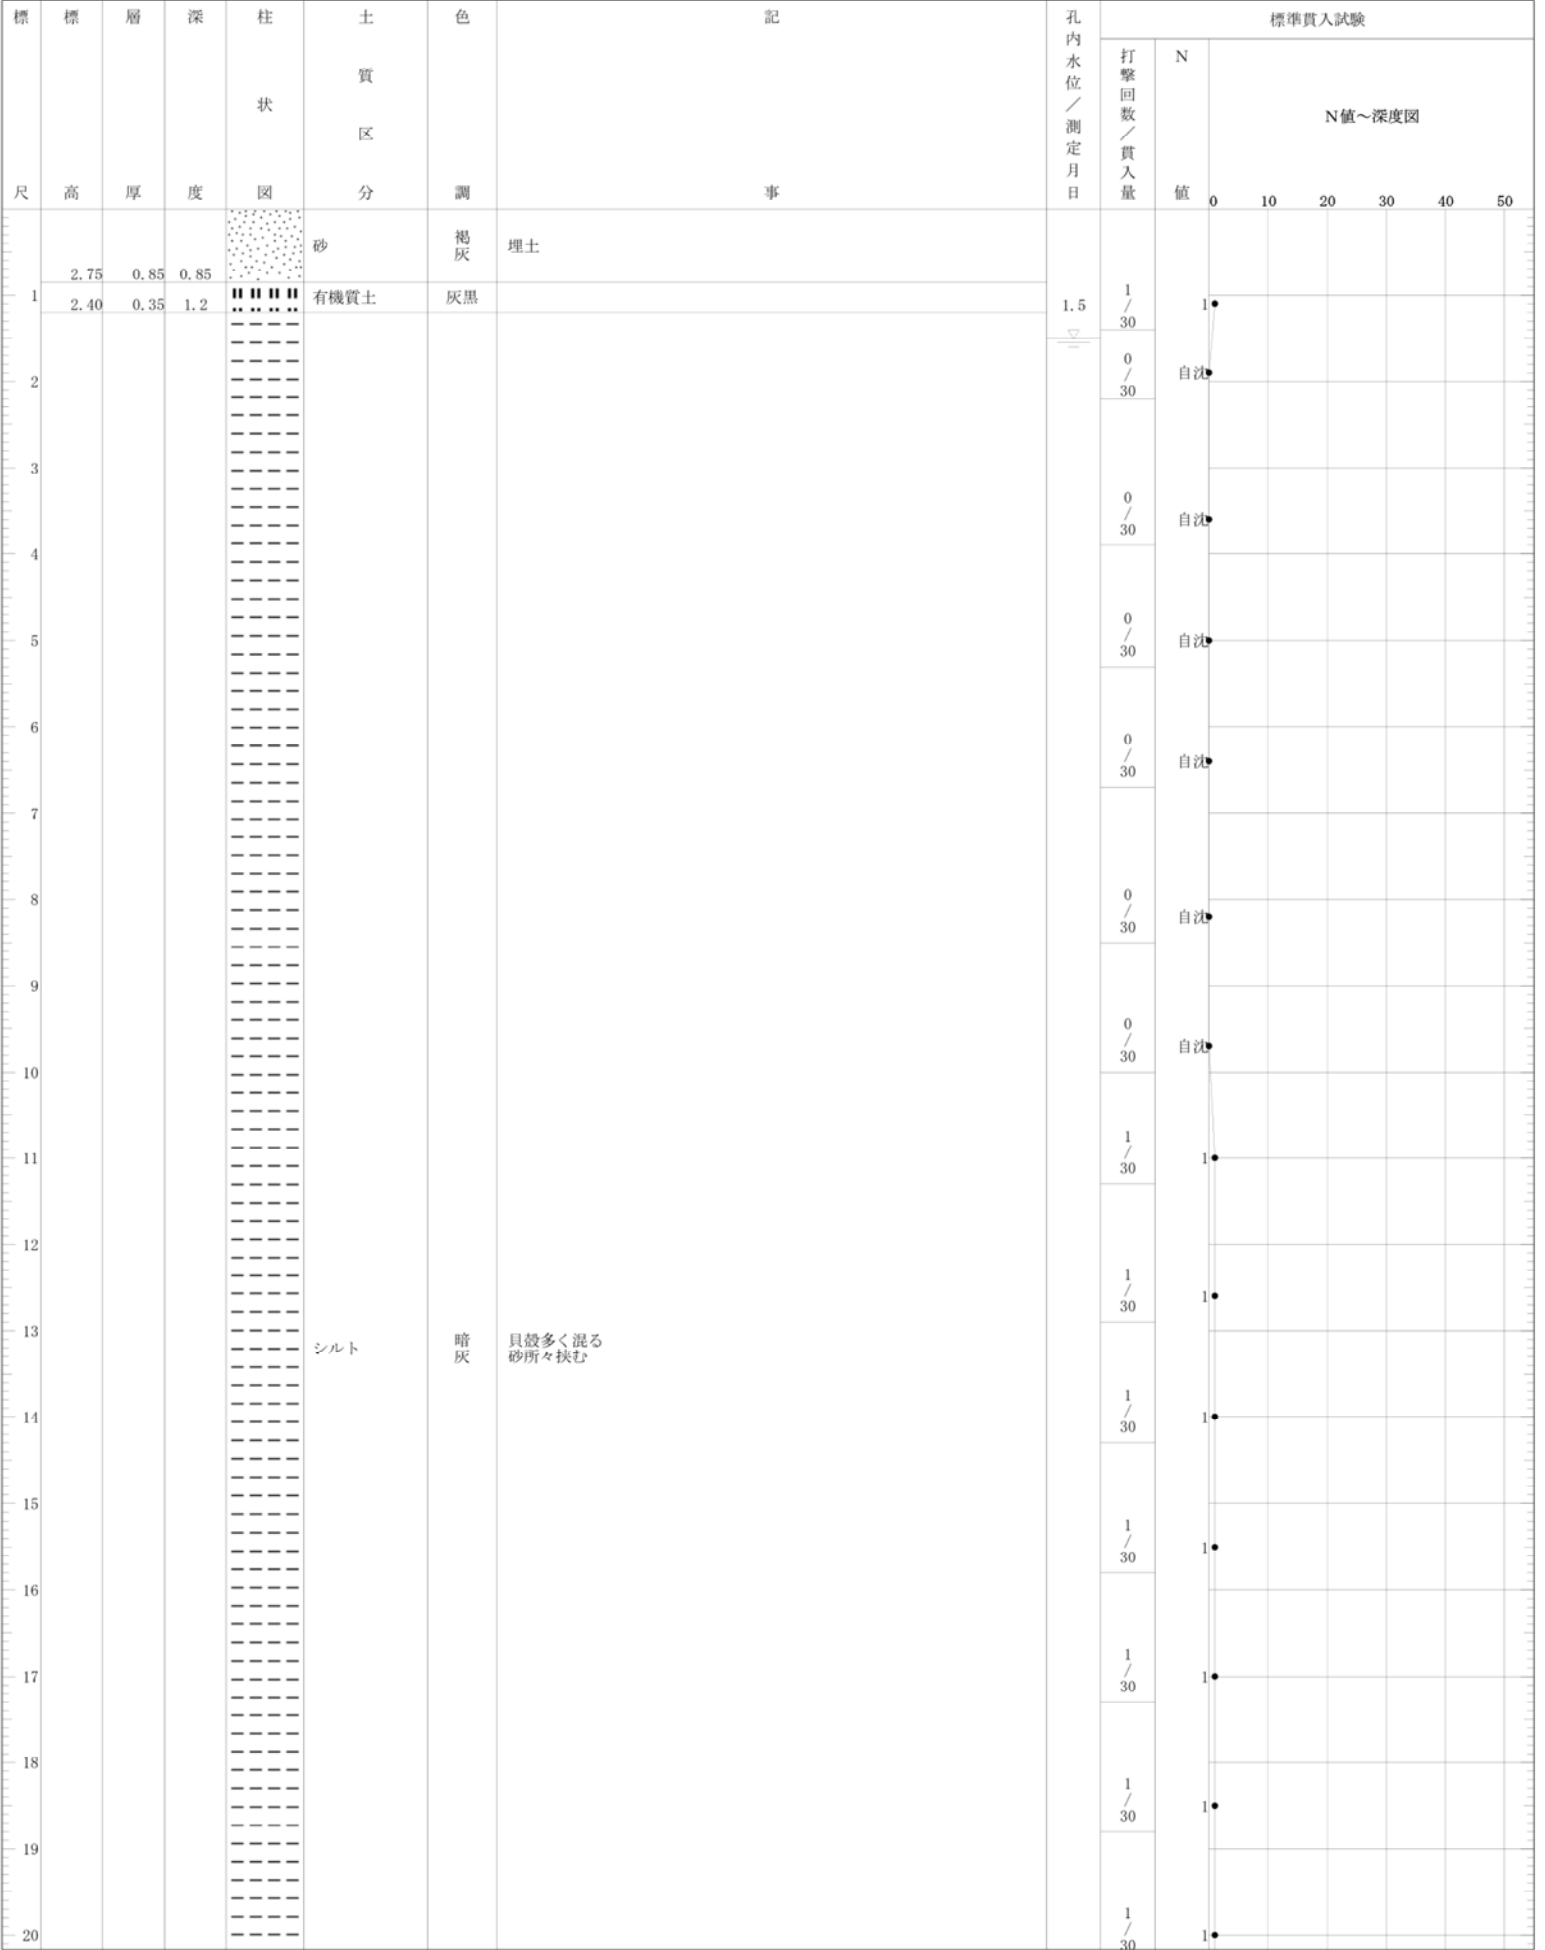 標尺
標高
層厚
深度
柱状図
土質区分
色調
記事
孔内水位／測定月日
標準貫入試験
打撃回数／貫入量
N値
N値～深度図
0 10 20 30 40 50
砂
褐灰
埋土
2.75 0.85 0.85
1
有機質土
灰黒
2.40 0.35 1.2
1.5
1/30
1
0/30
自沈
2
3
0/30
自沈
4
0/30
5
自沈
6
0/30
自沈
7
8
0/30
自沈
9
0/30
自沈
10
1/30
11
1
12
1/30
1
13
シルト
暗灰
貝殻多く混る
砂所々挟む
1/30
14
1
15
1/30
1
16
1/30
17
1
18
1/30
1
19
1/30
20
1